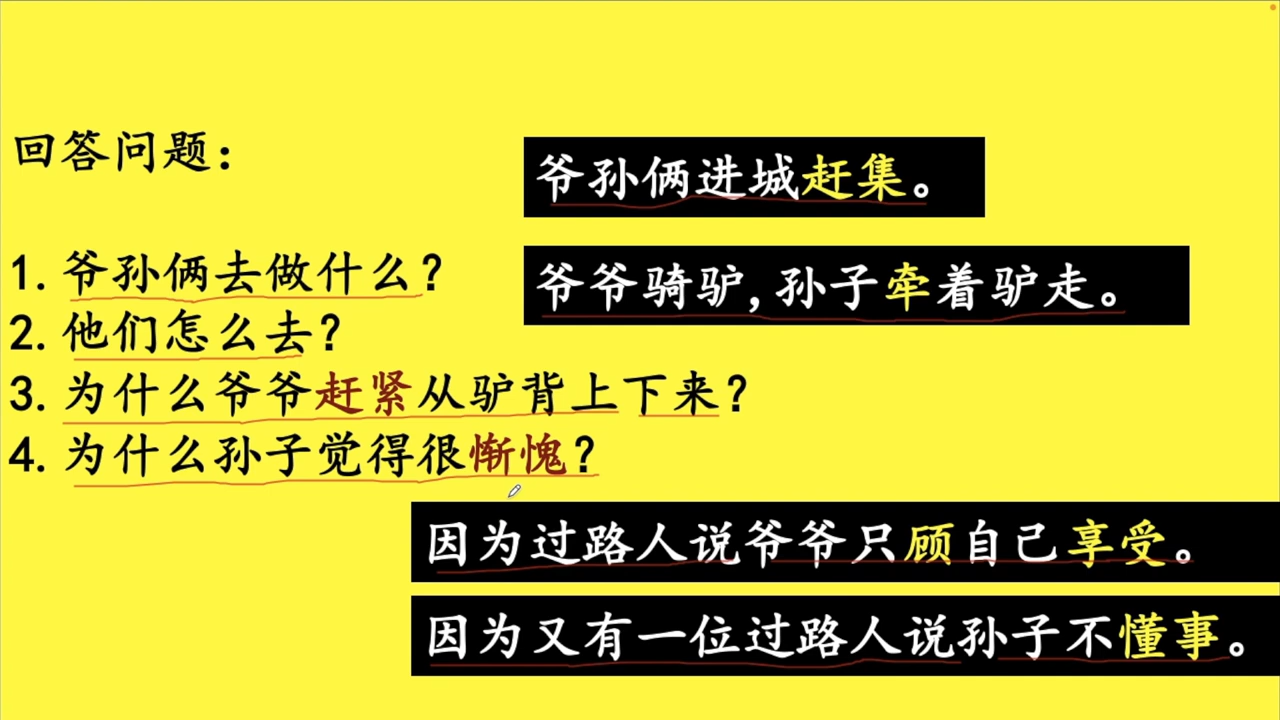 回答问题：
1.爷孙俩去做什么？
2.他们怎么去？
3.为什么爷爷赶紧从驴背上下来？
4.为什么孙子觉得很惭愧？
爷孙俩进城赶集。
爷爷骑驴,孙子牵着驴走。
因为过路人说爷爷只顾自己享受。
因为又有一位过路人说孙子不懂事。